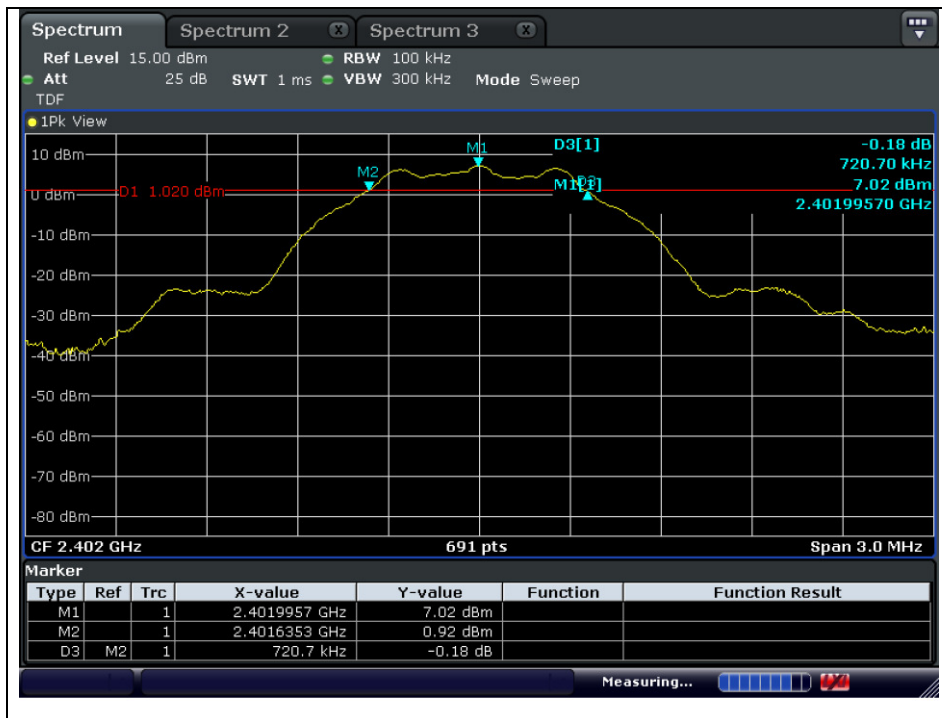 Spectrum Spectrum 2 Spectrum 3
Ref Level 15.00 dBm RBW 100 kHz
Att 25 dB SWT 1 ms VBW 300 kHz Mode Sweep
TDF
1Pk View
10 dBm
M1
D3[1] -0.18 dB
720.70 kHz
M2
M1[1] 7.02 dBm
D3
0 dBm
D1 1.020 dBm
2.40199570 GHz
-10 dBm
-20 dBm
-30 dBm
-40 dBm
-50 dBm
-60 dBm
-70 dBm
-80 dBm
CF 2.402 GHz 691 pts Span 3.0 MHz
Marker
Type Ref Trc X-value Y-value Function Function Result
M1 1 2.4019957 GHz 7.02 dBm
M2 1 2.4016353 GHz 0.92 dBm
D3 M2 1 720.7 kHz -0.18 dB
Measuring...